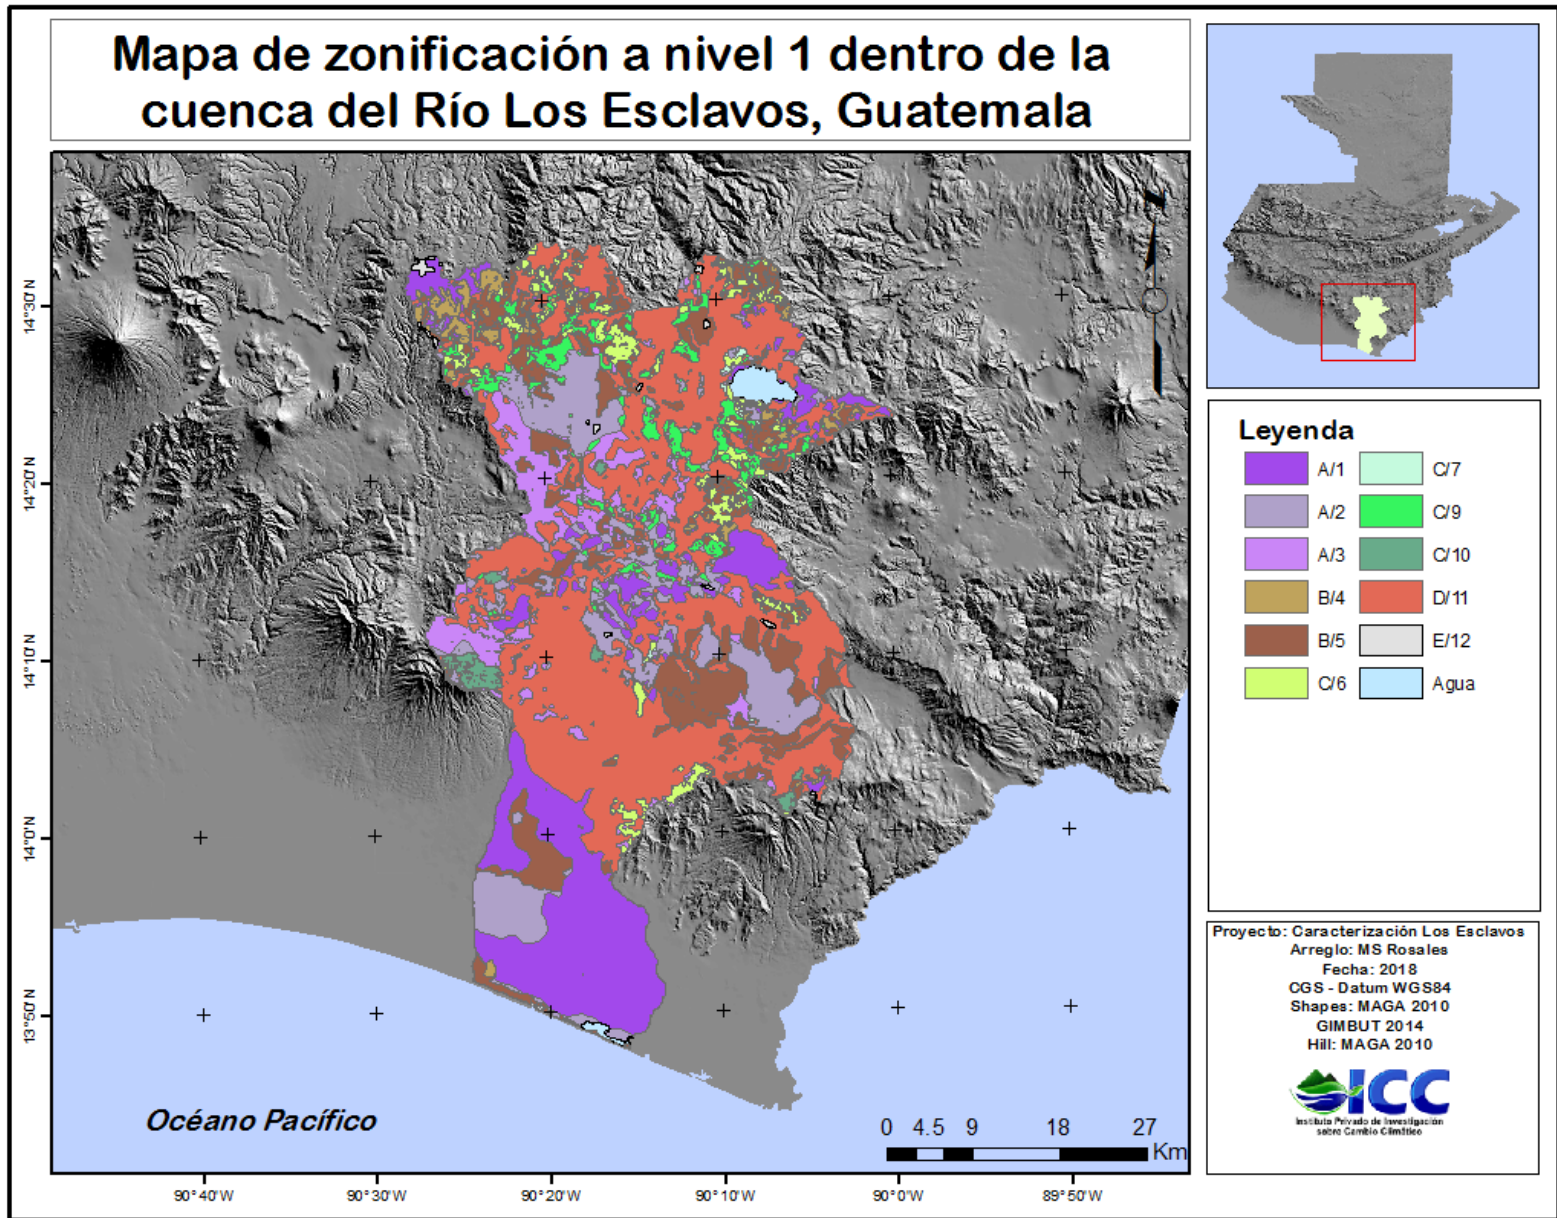 Mapa de zonificación a nivel 1 dentro de la
cuenca del Río Los Esclavos, Guatemala
14°30'N
14°20'N
14°10'N
14°0'N
13°50'N
90°40'W
90°30'W
90°20'W
90°10'W
90°0'W
89°50'W
Océano Pacífico
0 4.5 9 18 27
Km
Leyenda
A/1
A/2
A/3
B/4
B/5
C/6
C/7
C/9
C/10
D/11
E/12
Agua
Proyecto: Caracterización Los Esclavos
Arreglo: MS Rosales
Fecha: 2018
CGS - Datum WGS84
Shapes: MAGA 2010
GIMBUT 2014
Hill: MAGA 2010
ICC
Instituto Privado de Investigación
sobre Cambio Climático